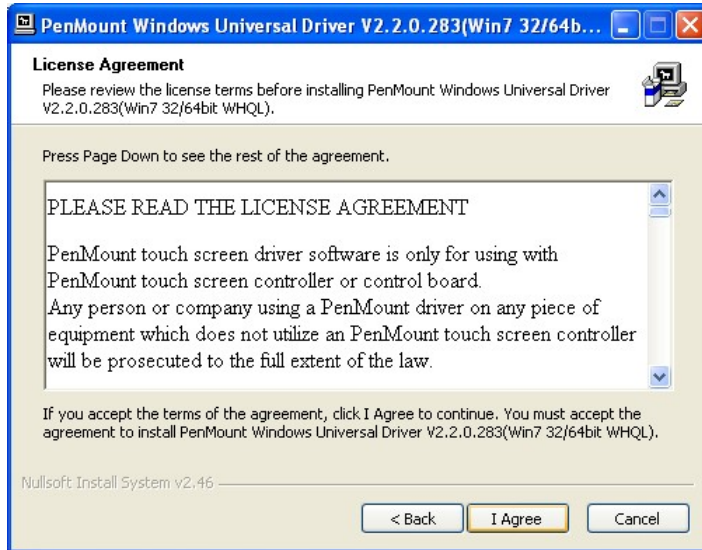 PenMount Windows Universal Driver V2.2.0.283(Win7 32/64b...
License Agreement
Please review the license terms before installing PenMount Windows Universal Driver
V2.2.0.283(Win7 32/64bit WHQL).
Press Page Down to see the rest of the agreement.
PLEASE READ THE LICENSE AGREEMENT
PenMount touch screen driver software is only for using with
PenMount touch screen controller or control board.
Any person or company using a PenMount driver on any piece of
equipment which does not utilize an PenMount touch screen controller
will be prosecuted to the full extent of the law.
If you accept the terms of the agreement, click I Agree to continue. You must accept the
agreement to install PenMount Windows Universal Driver V2.2.0.283(Win7 32/64bit WHQL).
Nullsoft Install System v2.46
< Back I Agree Cancel